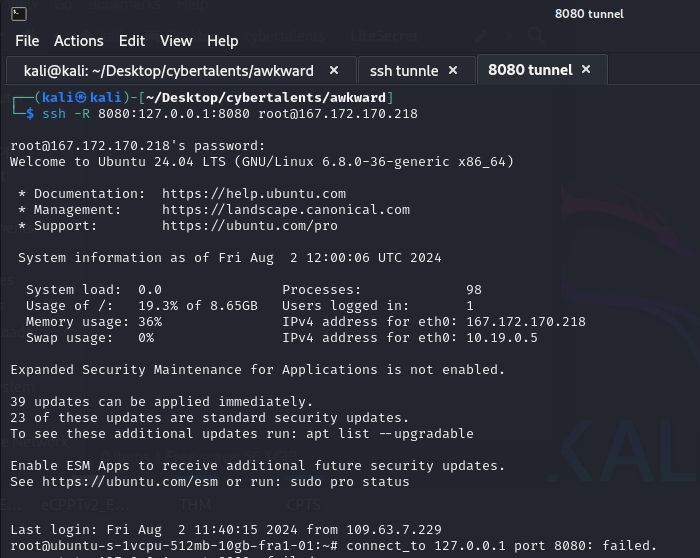 8080 tunnel
File Actions Edit View Help
kali@kali: ~/Desktop/cybertalents/awkward × ssh tunnle × 8080 tunnel ×
┌──(kali㉿kali)-[~/Desktop/cybertalents/awkward]
└─$ ssh -R 8080:127.0.0.1:8080 root@167.172.170.218
root@167.172.170.218's password:
Welcome to Ubuntu 24.04 LTS (GNU/Linux 6.8.0-36-generic x86_64)
* Documentation: https://help.ubuntu.com
* Management: https://landscape.canonical.com
* Support: https://ubuntu.com/pro
System information as of Fri Aug 2 12:00:06 UTC 2024
System load: 0.0 Processes: 98
Usage of /: 19.3% of 8.65GB Users logged in: 1
Memory usage: 36% IPv4 address for eth0: 167.172.170.218
Swap usage: 0% IPv4 address for eth0: 10.19.0.5
Expanded Security Maintenance for Applications is not enabled.
39 updates can be applied immediately.
23 of these updates are standard security updates.
To see these additional updates run: apt list --upgradable
KALI
Enable ESM Apps to receive additional future security updates.
See https://ubuntu.com/esm or run: sudo pro status
eCPPTv2_E... THM CPTS
Last login: Fri Aug 2 11:40:15 2024 from 109.63.7.229
root@ubuntu-s-1vcpu-512mb-10gb-fra1-01:~# connect_to 127.0.0.1 port 8080: failed.